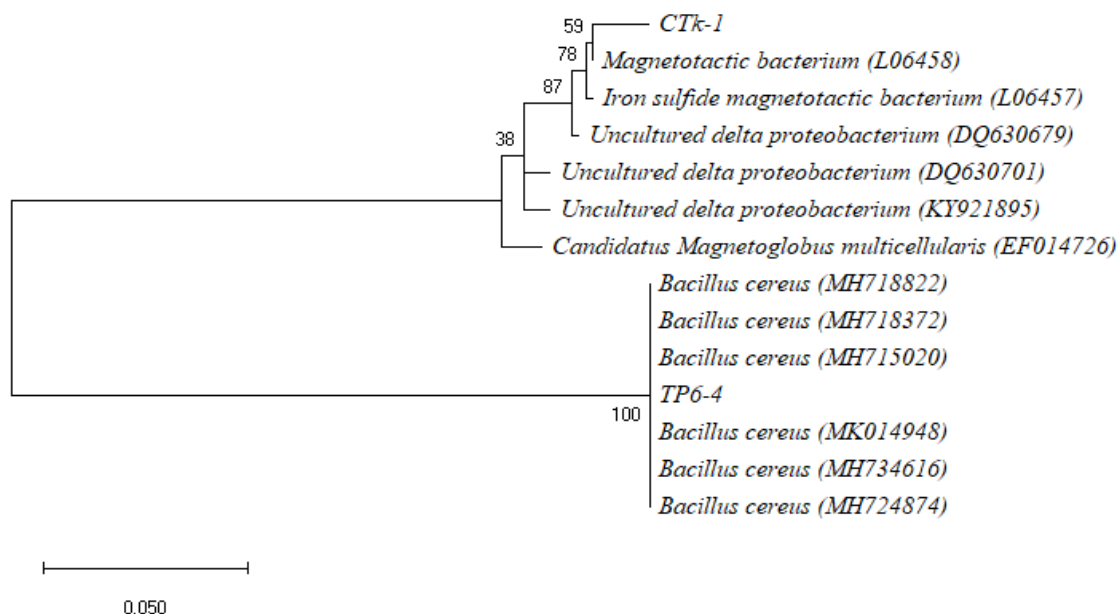 59
CTk-1
78
Magnetotactic bacterium (L06458)
87
Iron sulfide magnetotactic bacterium (L06457)
38
Uncultured delta proteobacterium (DQ630679)
Uncultured delta proteobacterium (DQ630701)
Uncultured delta proteobacterium (KY921895)
Candidatus Magnetoglobus multicellularis (EF014726)
Bacillus cereus (MH718822)
Bacillus cereus (MH718372)
Bacillus cereus (MH715020)
TP6-4
100
Bacillus cereus (MK014948)
Bacillus cereus (MH734616)
Bacillus cereus (MH724874)
0.050